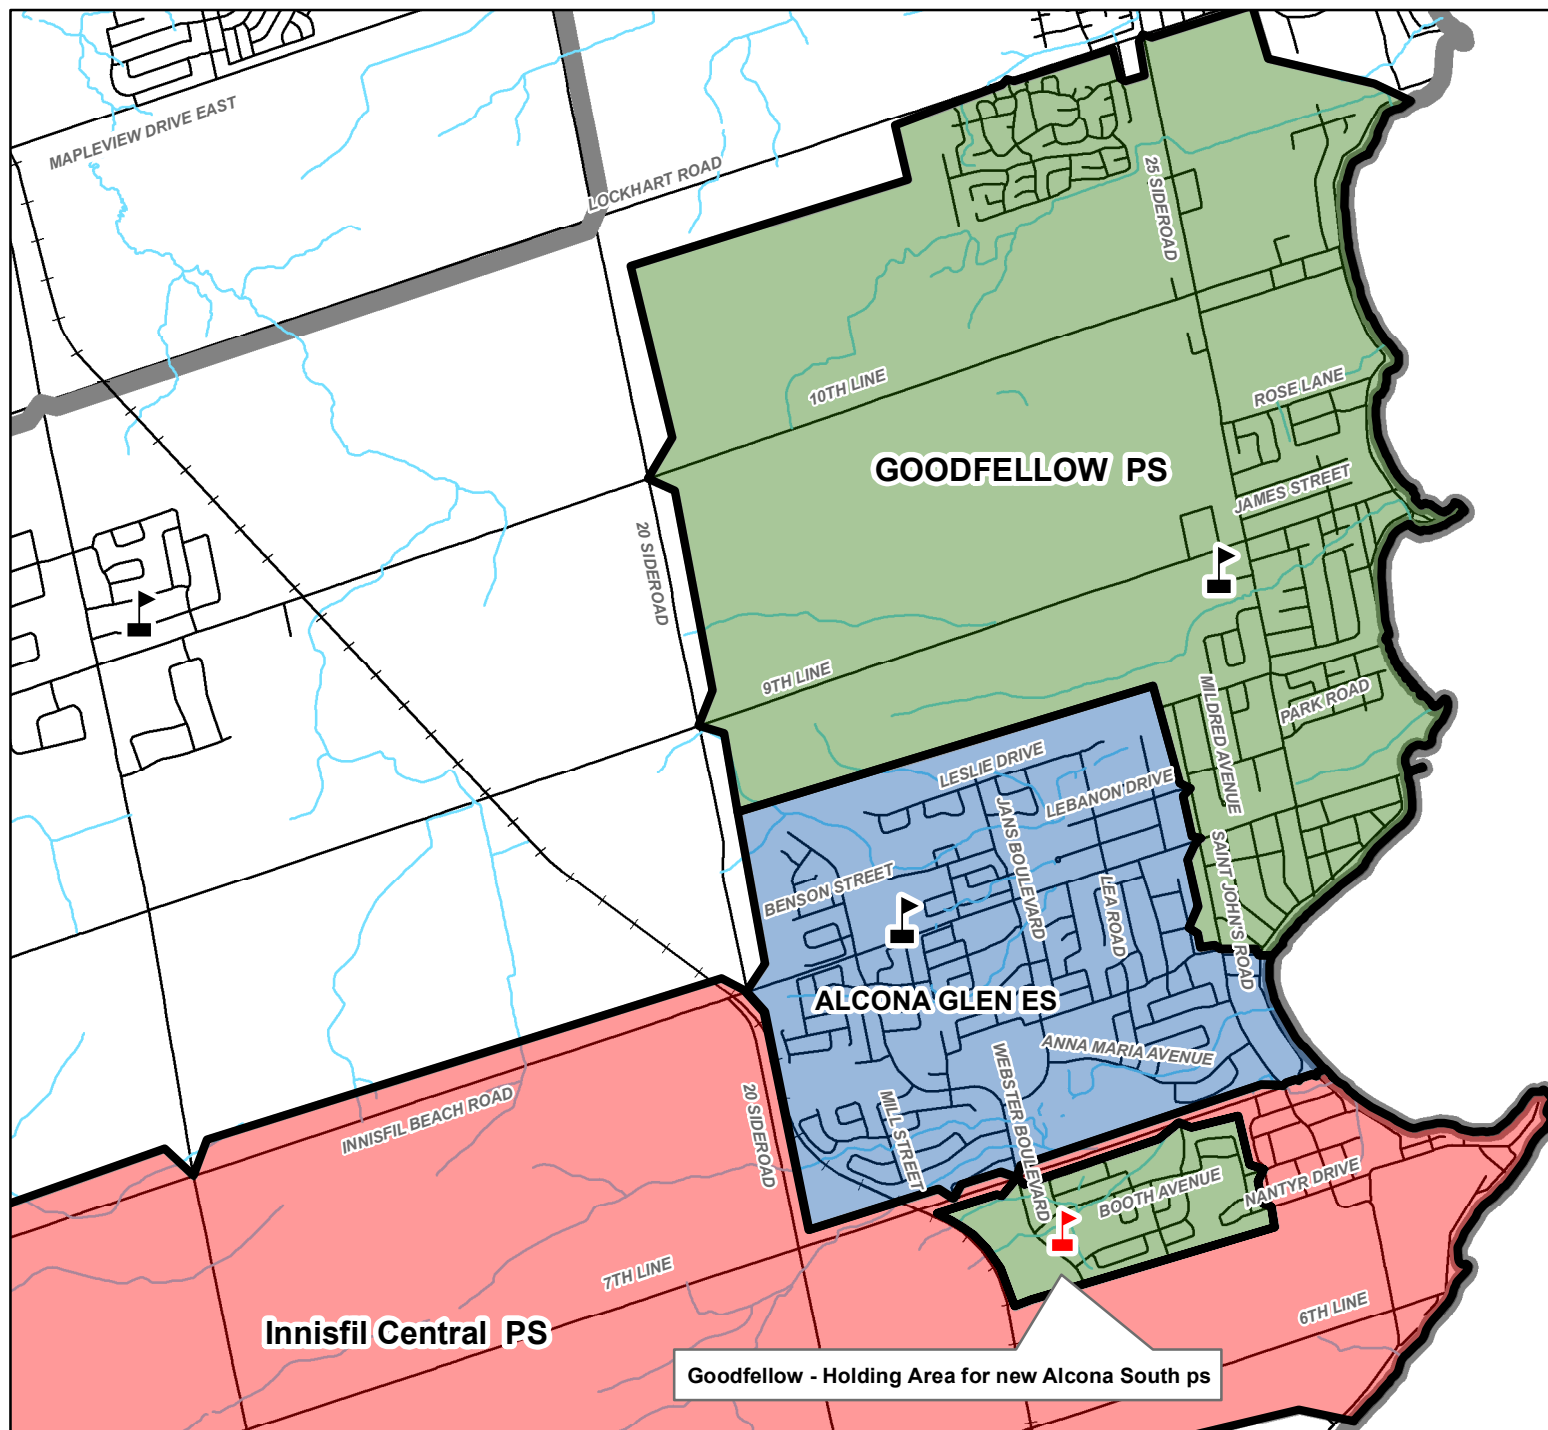 MAPLEVIEW DRIVE EAST
LOCKHART ROAD
25 SIDEROAD
10TH LINE
ROSE LANE
GOODFELLOW PS
JAMES STREET
20 SIDEROAD
9TH LINE
MILDRED AVENUE
PARK ROAD
LESLIE DRIVE
LEBANON DRIVE
JANS BOULEVARD
BENSON STREET
LEA ROAD
SAINT JOHN'S ROAD
ALCONA GLEN ES
ANNA MARIA AVENUE
WEBSTER BOULEVARD
MILL STREET
20 SIDEROAD
INNISFIL BEACH ROAD
BOOTH AVENUE
NANTYR DRIVE
7TH LINE
6TH LINE
Innisfil Central PS
Goodfellow - Holding Area for new Alcona South ps